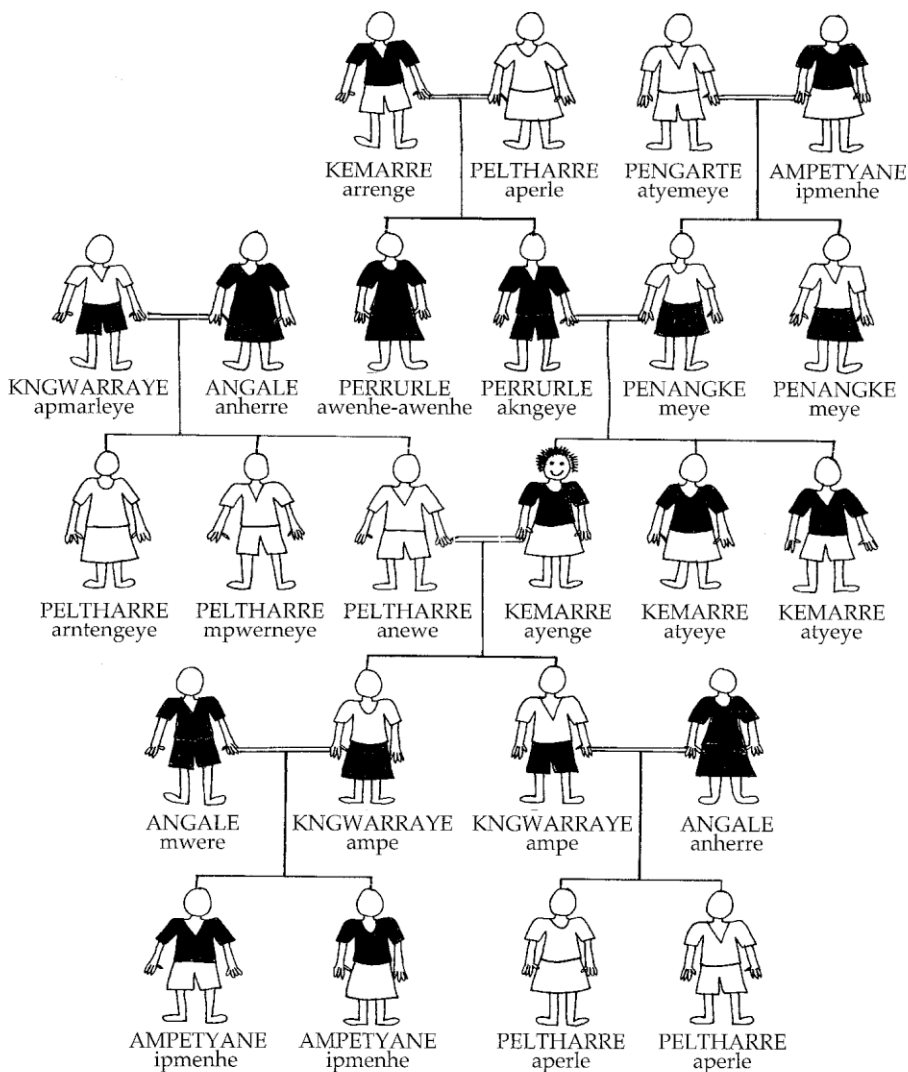 KEMARRE PELTHARRE PENGARTE AMPETYANE
arrenge aperle atyemeye ipmenhe
KNGWARRAYE ANGALE PERRURLE PERRURLE PENANGKE PENANGKE
apmarleye anherre awenhe-awenhe akngeye meye meye
PELTHARRE PELTHARRE PELTHARRE KEMARRE KEMARRE KEMARRE
arntengeye mpwerneye anewe ayenge atyeye atyeye
ANGALE KNGWARRAYE KNGWARRAYE ANGALE
mwere ampe ampe anherre
AMPETYANE AMPETYANE PELTHARRE PELTHARRE
ipmenhe ipmenhe aperle aperle